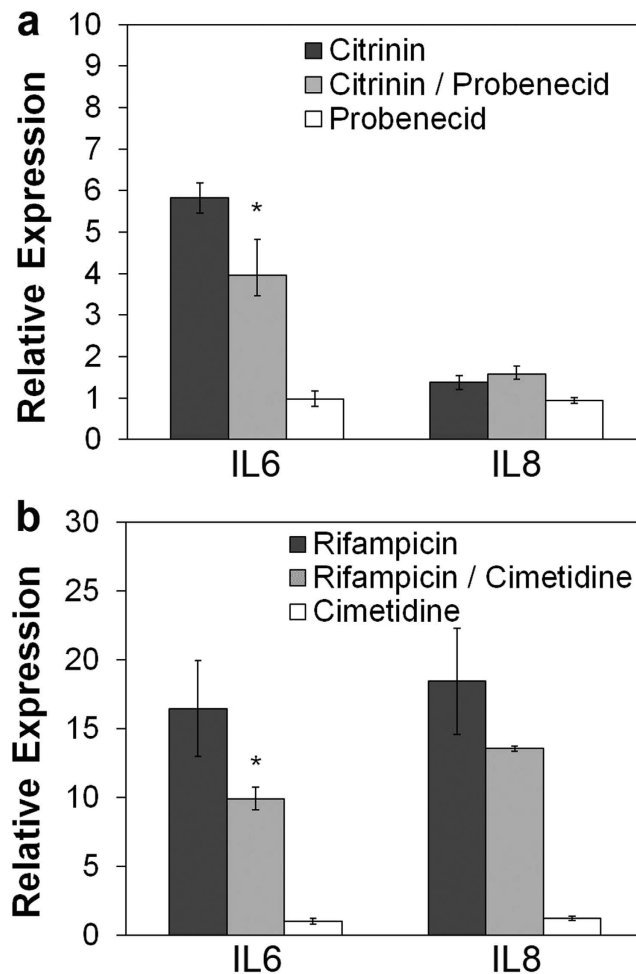 a
Relative Expression
10
9
8
7
6
5
4
3
2
1
0
Citrinin
Citrinin / Probenecid
Probenecid
*
IL6
IL8
b
Relative Expression
30
25
20
15
10
5
0
Rifampicin
Rifampicin / Cimetidine
Cimetidine
*
IL6
IL8